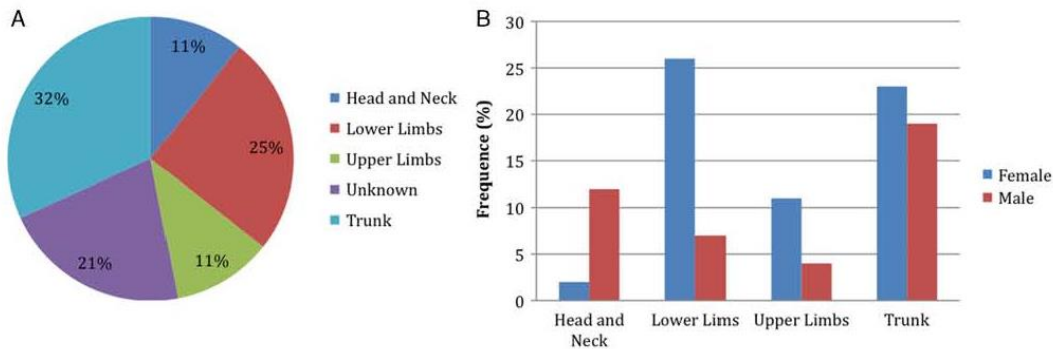 A
11%
25%
11%
21%
32%
Head and Neck
Lower Limbs
Upper Limbs
Unknown
Trunk
B
Frequence (%)
30
25
20
15
10
5
0
Head and
Neck
Lower Lims
Upper Limbs
Trunk
Female
Male